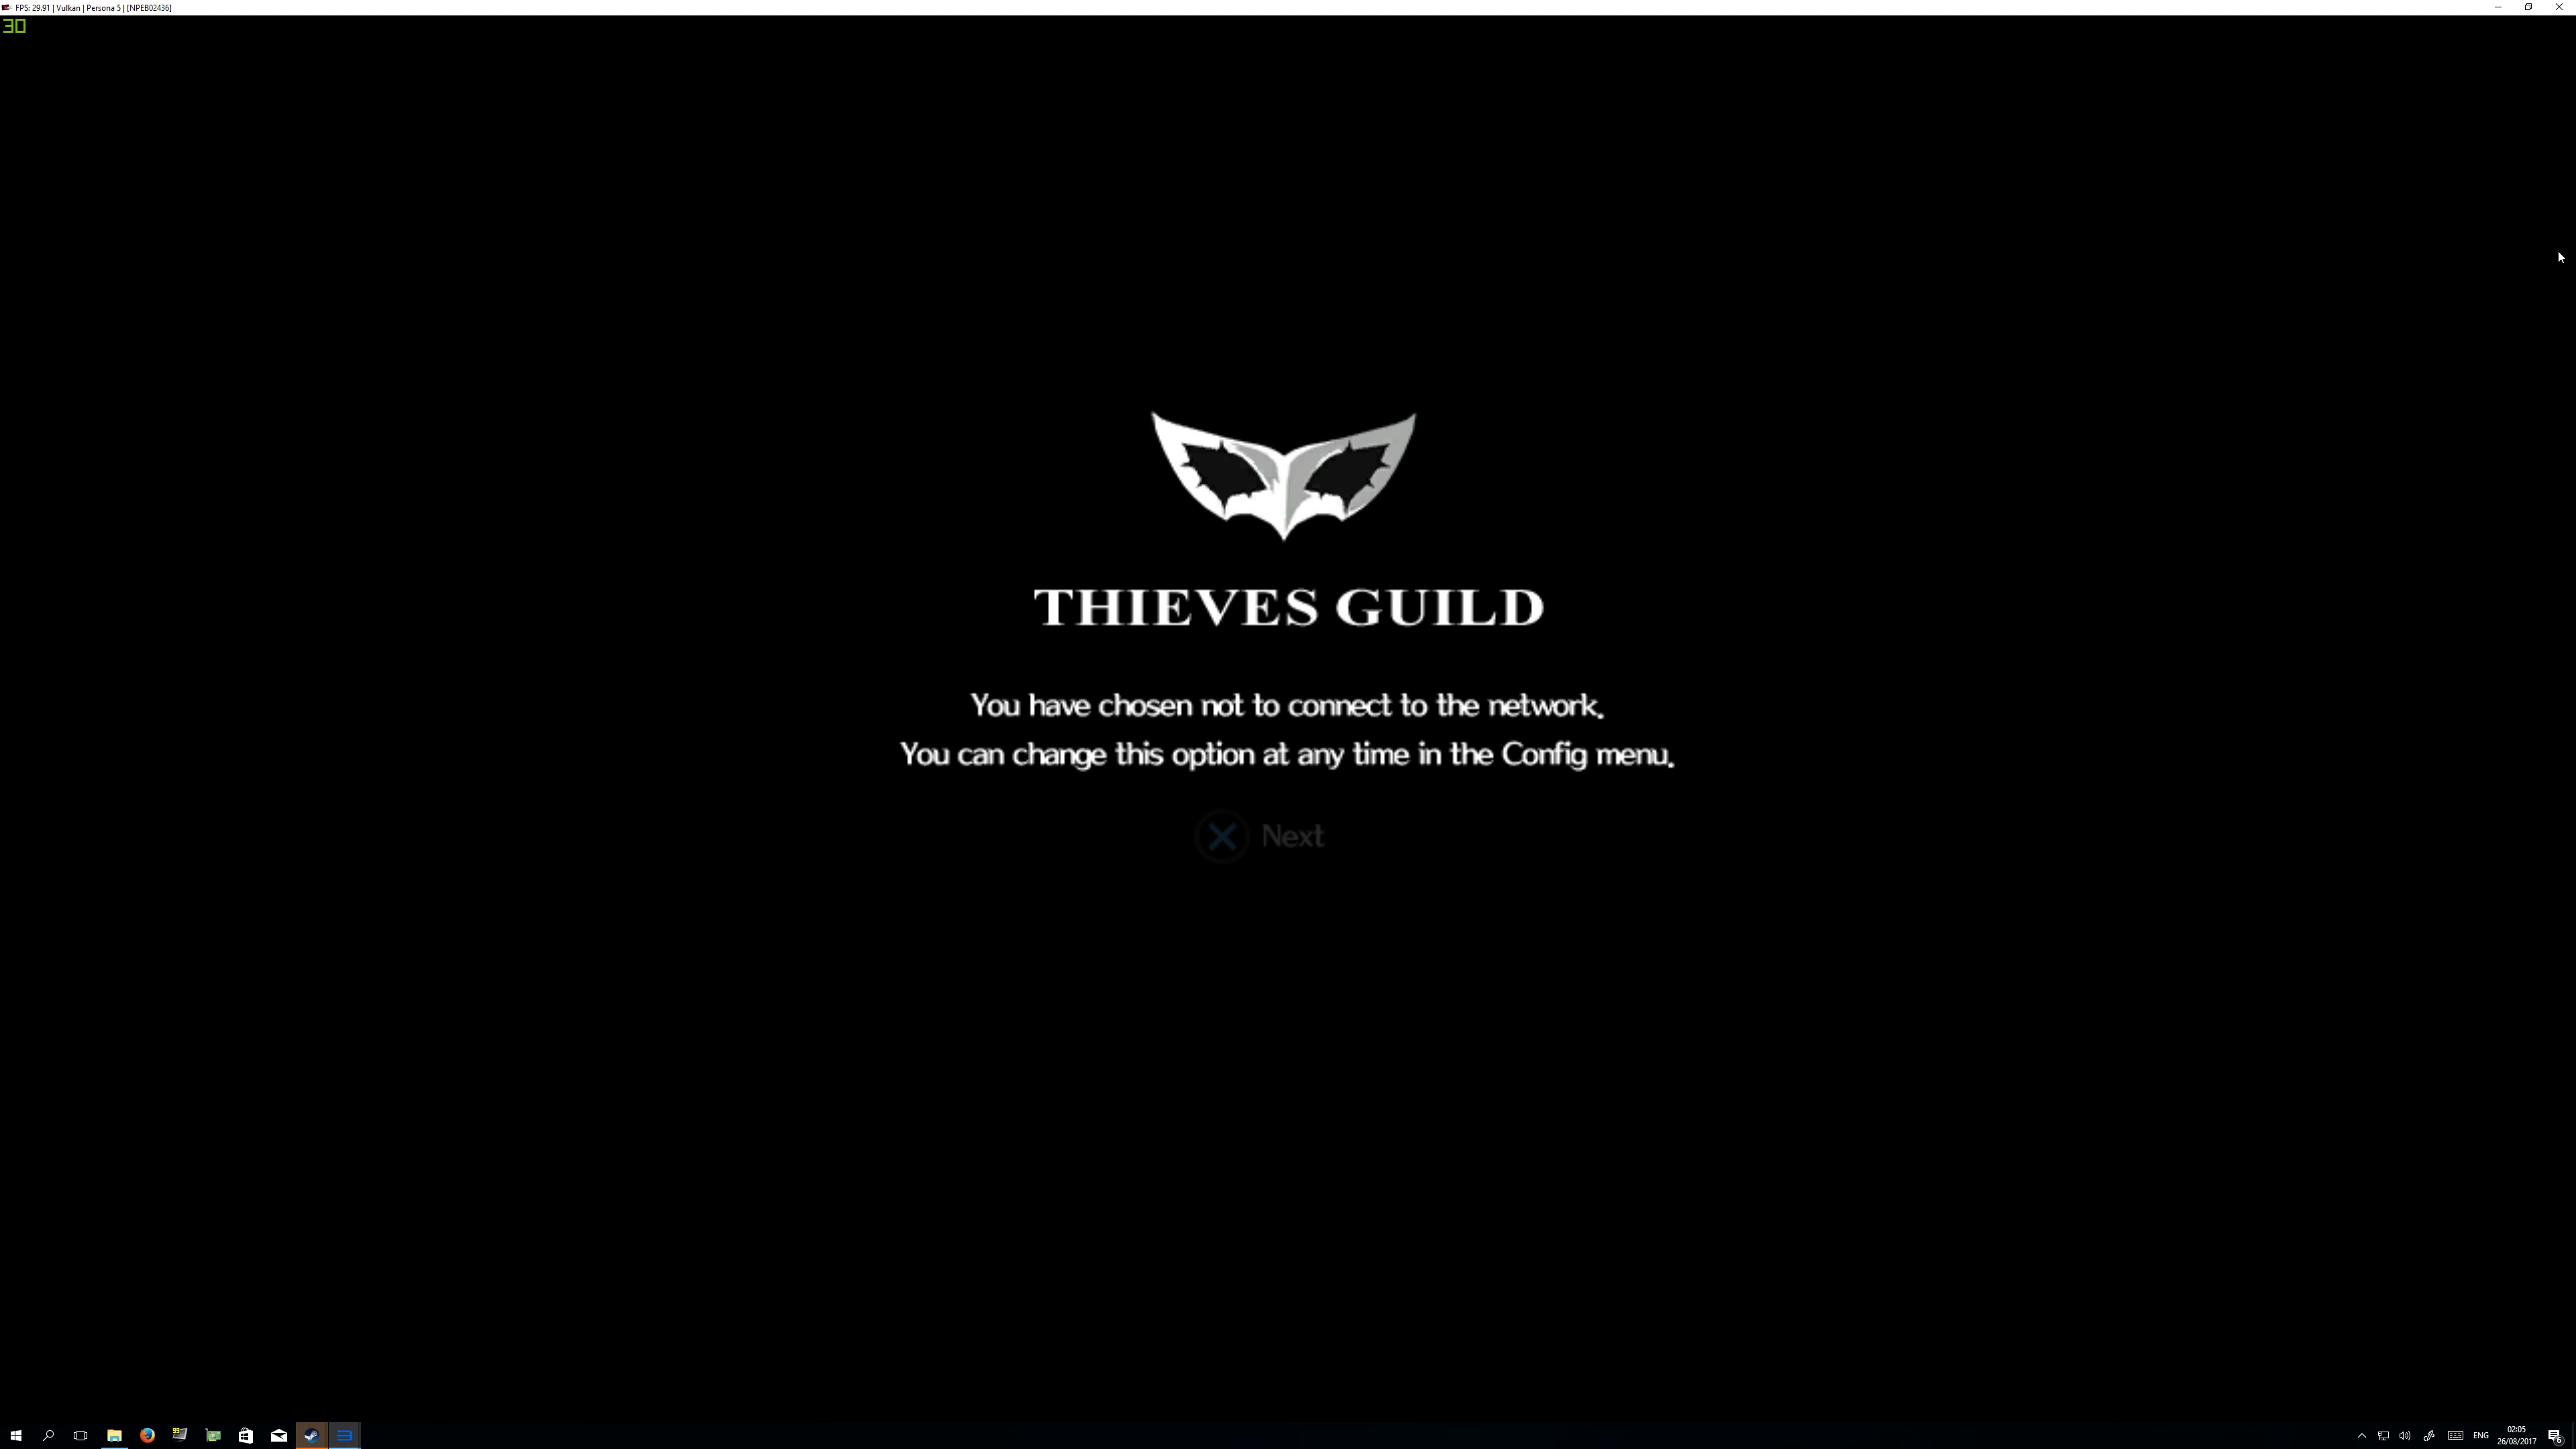 FPS: 29.91 | Vulkan | Persona 5 | [NPEB02436]
30
THIEVES GUILD
You have chosen not to connect to the network.
You can change this option at any time in the Config menu.
Next
99
ENG
02:05
26/08/2017
6